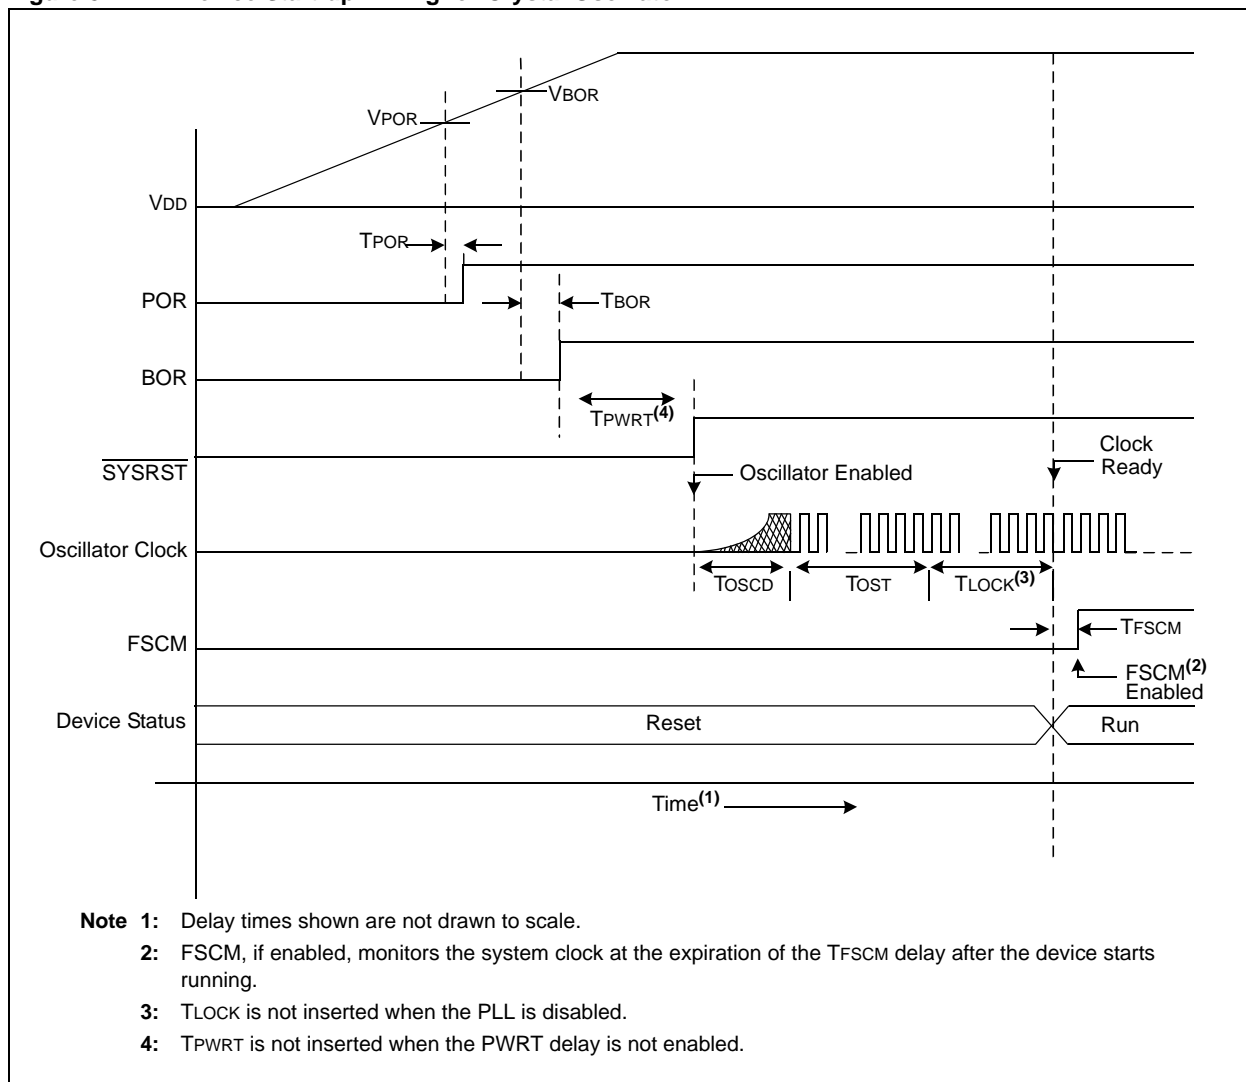 VBOR
VPOR
VDD
TPOR
POR
TBOR
BOR
TPWRT(4)
SYSRST
Clock
Ready
Oscillator Enabled
Oscillator Clock
TOSCD
TOST
TLOCK(3)
TFSCM
FSCM
FSCM(2)
Enabled
Device Status
Reset
Run
Time(1)
Note 1: Delay times shown are not drawn to scale.
2: FSCM, if enabled, monitors the system clock at the expiration of the TFSCM delay after the device starts
running.
3: TLOCK is not inserted when the PLL is disabled.
4: TPWRT is not inserted when the PWRT delay is not enabled.